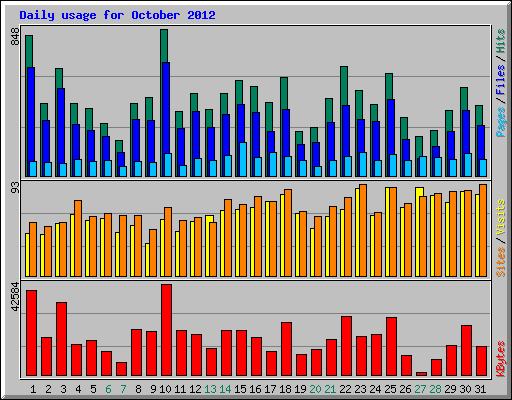 Daily usage for October 2012
848
Pages / Files / Hits
93
Sites / Visits
42584
KBytes
1 2 3 4 5 6 7 8 9 10 11 12 13 14 15 16 17 18 19 20 21 22 23 24 25 26 27 28 29 30 31